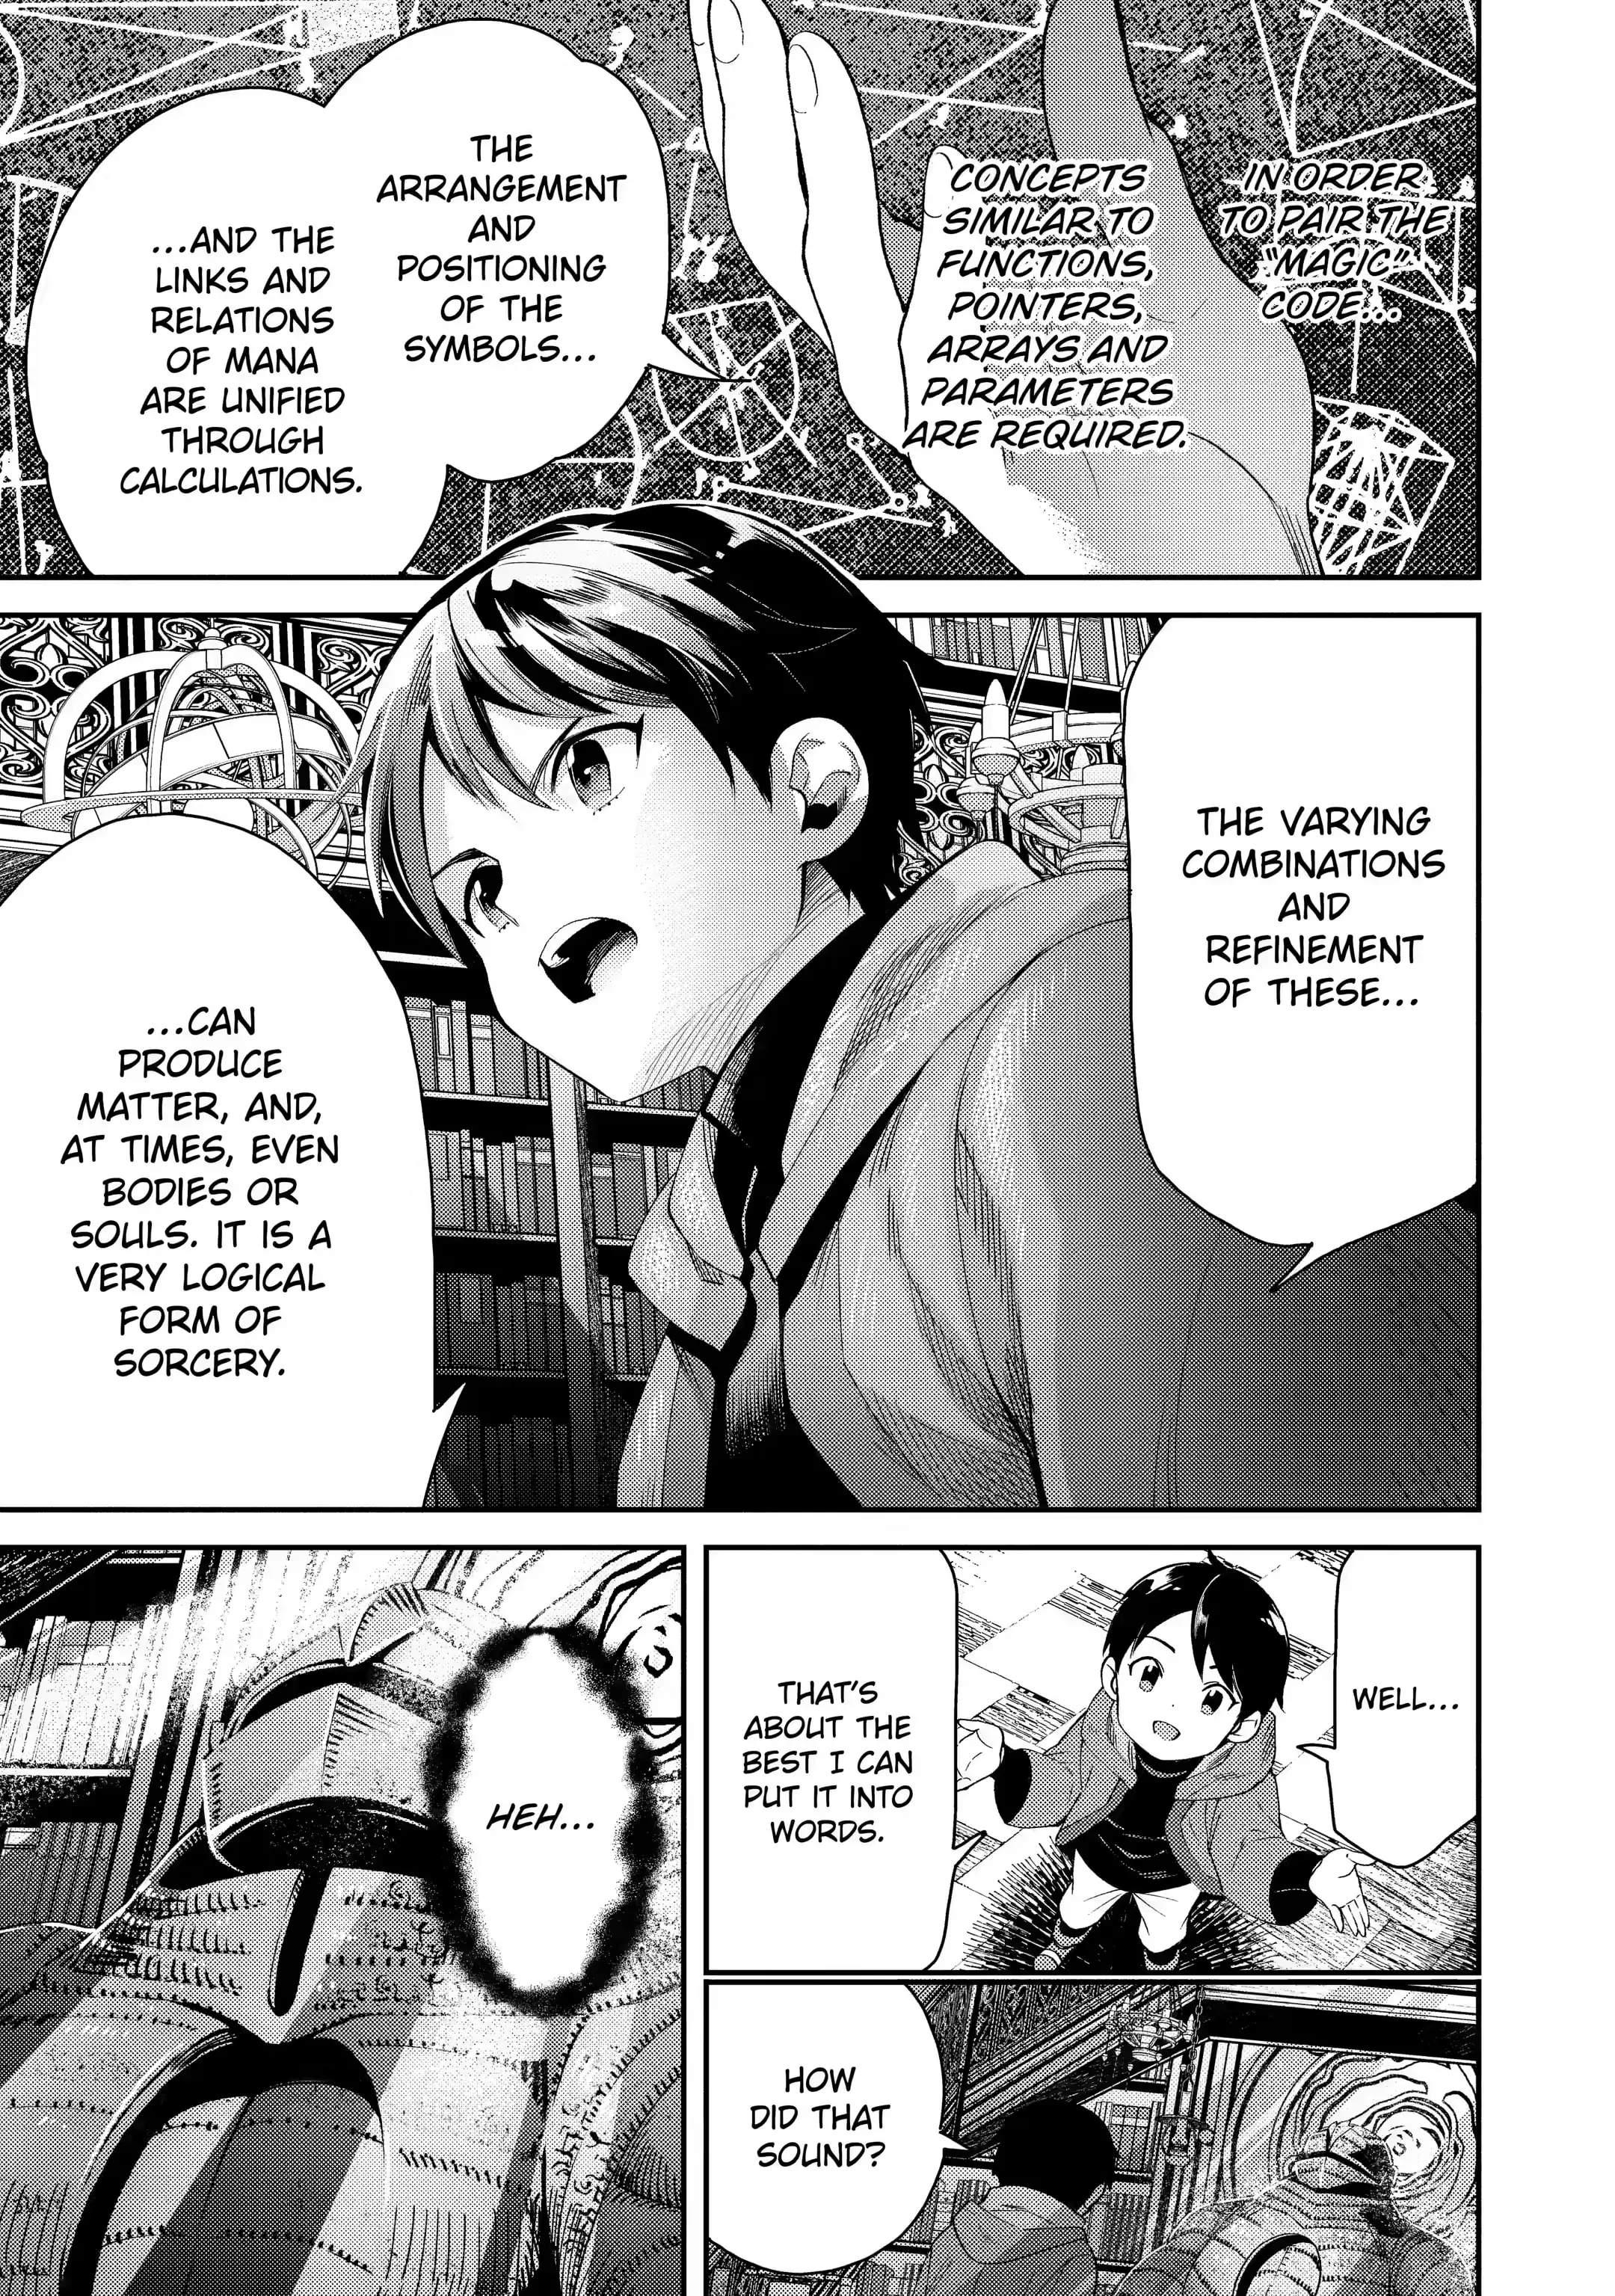 IN ORDER
TO PAIR THE
"MAGIC"
CODE...
CONCEPTS
SIMILAR TO
FUNCTIONS,
POINTERS,
ARRAYS AND
PARAMETERS
ARE REQUIRED.
THE
ARRANGEMENT
AND
POSITIONING
OF THE
SYMBOLS...
...AND THE
LINKS AND
RELATIONS
OF MANA
ARE UNIFIED
THROUGH
CALCULATIONS.
THE VARYING
COMBINATIONS
AND
REFINEMENT
OF THESE...
...CAN
PRODUCE
MATTER, AND,
AT TIMES, EVEN
BODIES OR
SOULS. IT IS A
VERY LOGICAL
FORM OF
SORCERY.
WELL...
THAT'S
ABOUT THE
BEST I CAN
PUT IT INTO
WORDS.
HOW
DID THAT
SOUND?
HEH...